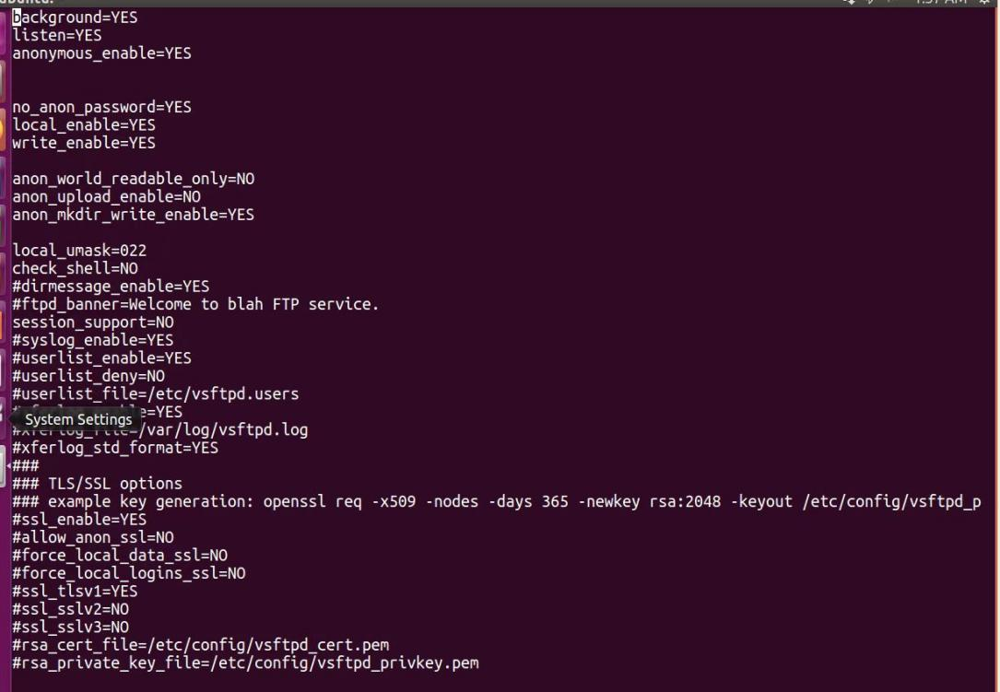 1:57 AM
background=YES
listen=YES
anonymous_enable=YES
no_anon_password=YES
local_enable=YES
write_enable=YES
anon_world_readable_only=NO
anon_upload_enable=NO
anon_mkdir_write_enable=YES
local_umask=022
check_shell=NO
#dirmessage_enable=YES
#ftpd_banner=Welcome to blah FTP service.
session_support=NO
#syslog_enable=YES
#userlist_enable=YES
#userlist_deny=NO
#userlist_file=/etc/vsftpd.users
=YES
System Settings
#xferlog_file=/var/log/vsftpd.log
#xferlog_std_format=YES
###
### TLS/SSL options
### example key generation: openssl req -x509 -nodes -days 365 -newkey rsa:2048 -keyout /etc/config/vsftpd_p
#ssl_enable=YES
#allow_anon_ssl=NO
#force_local_data_ssl=NO
#force_local_logins_ssl=NO
#ssl_tlsv1=YES
#ssl_sslv2=NO
#ssl_sslv3=NO
#rsa_cert_file=/etc/config/vsftpd_cert.pem
#rsa_private_key_file=/etc/config/vsftpd_privkey.pem